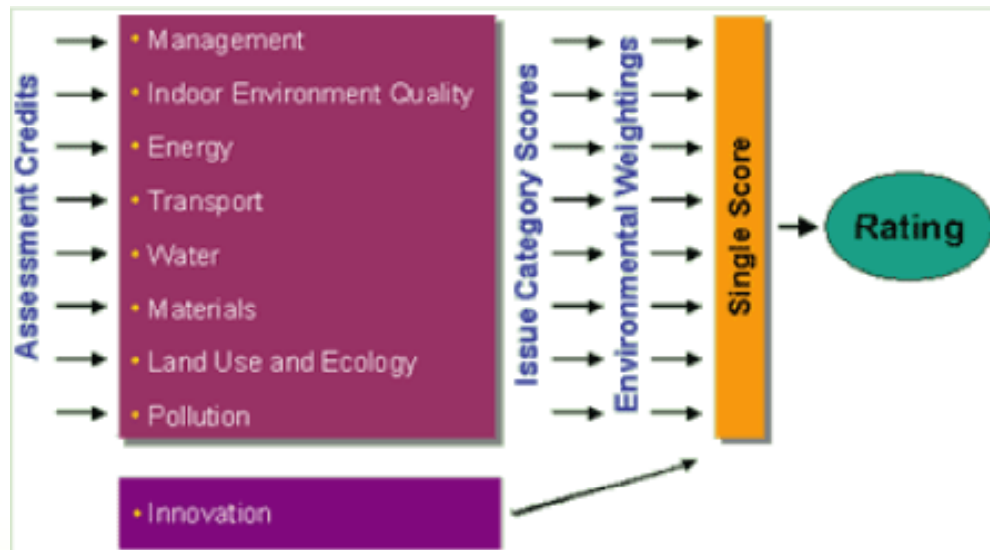 Assessment Credits
• Management
• Indoor Environment Quality
• Energy
• Transport
• Water
• Materials
• Land Use and Ecology
• Pollution
Issue Category Scores
Environmental Weightings
Single Score
Rating
• Innovation